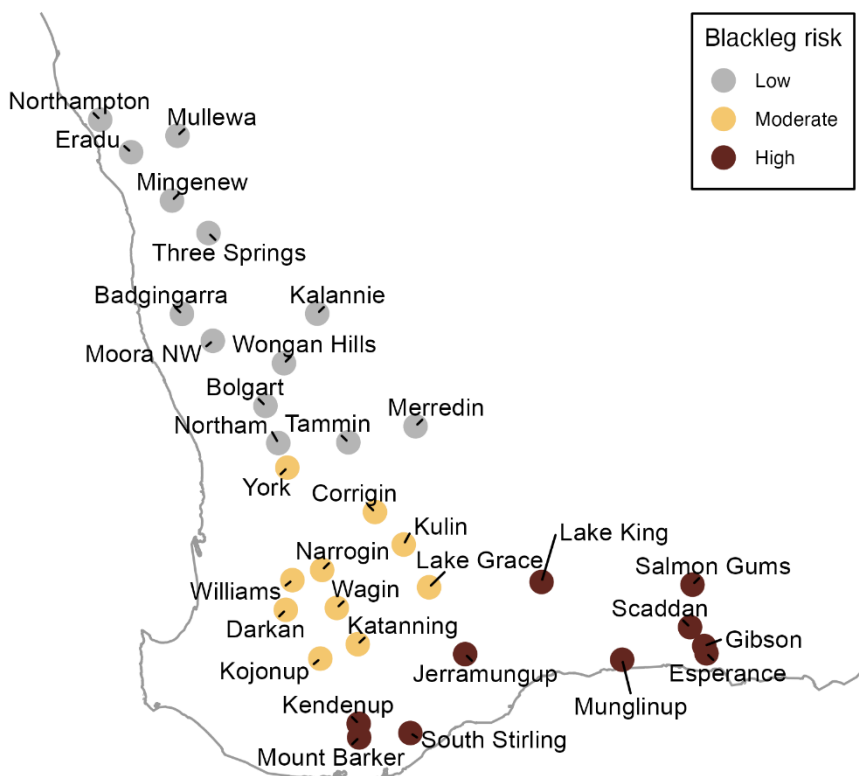 Blackleg risk
Low
Moderate
High
Northampton
Mullewa
Eradu
Mingenew
Three Springs
Badgingarra
Kalannie
Moora NW
Wongan Hills
Bolgart
Merredin
Northam
Tammin
York
Corrigin
Kulin
Lake King
Narrogin
Lake Grace
Salmon Gums
Williams
Wagin
Scaddan
Darkan
Katanning
Gibson
Kojonup
Jerramungup
Esperance
Munglinup
Kendenup
South Stirling
Mount Barker